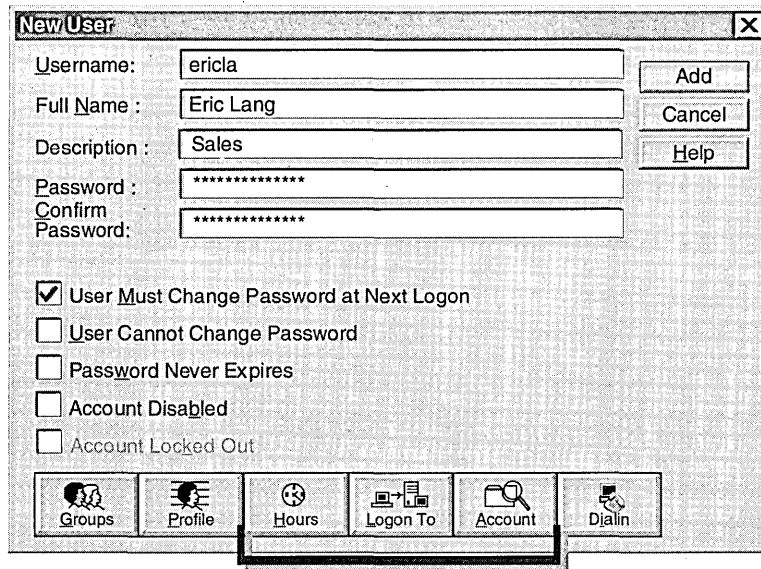 New User
Username: ericla
Add
Full Name : Eric Lang
Cancel
Description : Sales
Help
Password : **************
Confirm Password: **************
User Must Change Password at Next Logon
User Cannot Change Password
Password Never Expires
Account Disabled
Account Locked Out
Groups Profile Hours Logon To Account Dialin